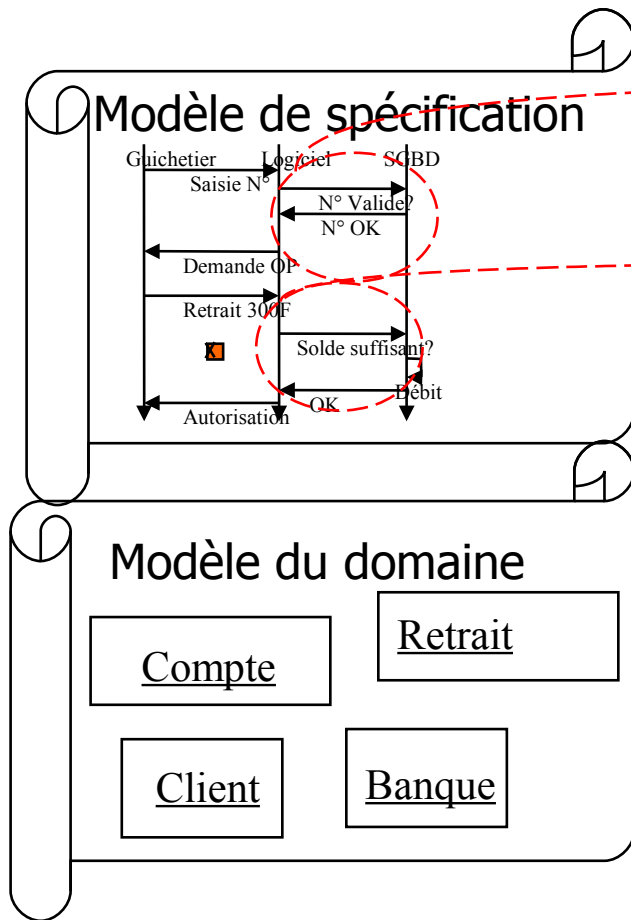 Modèle de spécification
Guichetier Logiciel SGBD
Saisie N°
N° Valide?
N° OK
Demande OP
Retrait 300F
Solde suffisant?
X
Débit
OK
Autorisation
Modèle du domaine
Retrait
Compte
Client
Banque